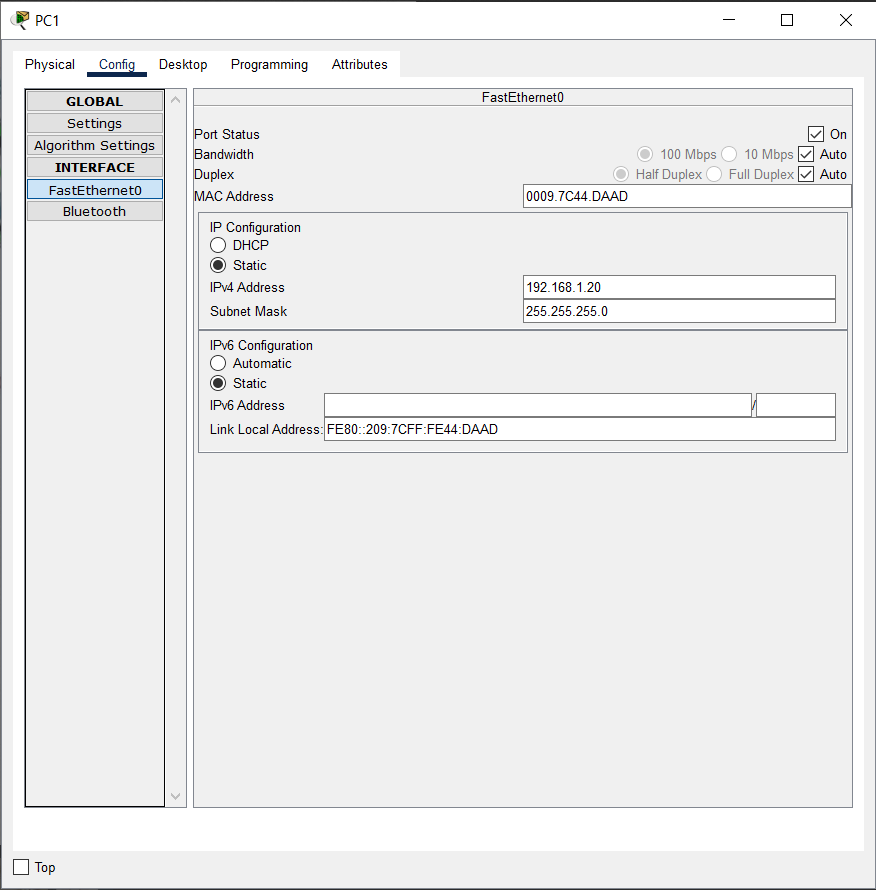 PC1
Physical Config Desktop Programming Attributes
GLOBAL
Settings
Algorithm Settings
INTERFACE
FastEthernet0
Bluetooth
FastEthernet0
Port Status On
Bandwidth 100 Mbps 10 Mbps Auto
Duplex Half Duplex Full Duplex Auto
MAC Address 0009.7C44.DAAD
IP Configuration
DHCP
Static
IPv4 Address 192.168.1.20
Subnet Mask 255.255.255.0
IPv6 Configuration
Automatic
Static
IPv6 Address /
Link Local Address: FE80::209:7CFF:FE44:DAAD
Top